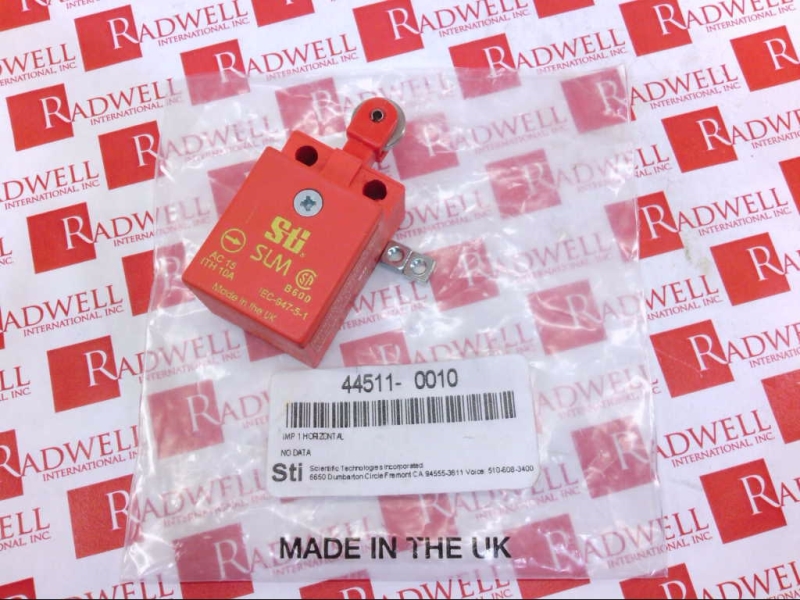 Sti
SLIM
AC 15
ITH 10A
B600
IEC-947-5-1
Made in the UK
44511- 0010
IMP 1 HORIZONTAL
NO DATA
Sti
Scientific Technologies Incorporated
6550 Dumbarton Circle Fremont CA 94555-3611 Voice: 510-608-3400
MADE IN THE UK
RADWELL
INTERNATIONAL, INC.